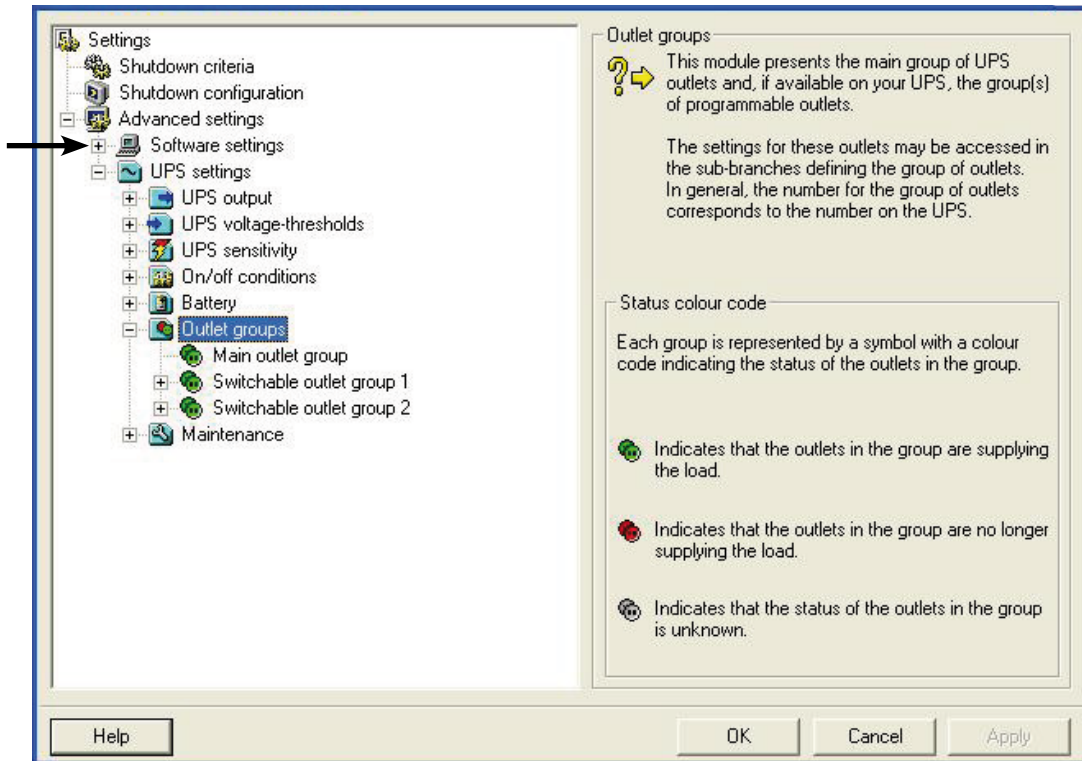 Settings
Shutdown criteria
Shutdown configuration
Advanced settings
Software settings
UPS settings
UPS output
UPS voltage-thresholds
UPS sensitivity
On/off conditions
Battery
Outlet groups
Main outlet group
Switchable outlet group 1
Switchable outlet group 2
Maintenance
Outlet groups
This module presents the main group of UPS
outlets and, if available on your UPS, the group(s)
of programmable outlets.
The settings for these outlets may be accessed in
the sub-branches defining the group of outlets.
In general, the number for the group of outlets
corresponds to the number on the UPS.
Status colour code
Each group is represented by a symbol with a colour
code indicating the status of the outlets in the group.
Indicates that the outlets in the group are supplying
the load.
Indicates that the outlets in the group are no longer
supplying the load.
Indicates that the status of the outlets in the group
is unknown.
Help
OK
Cancel
Apply